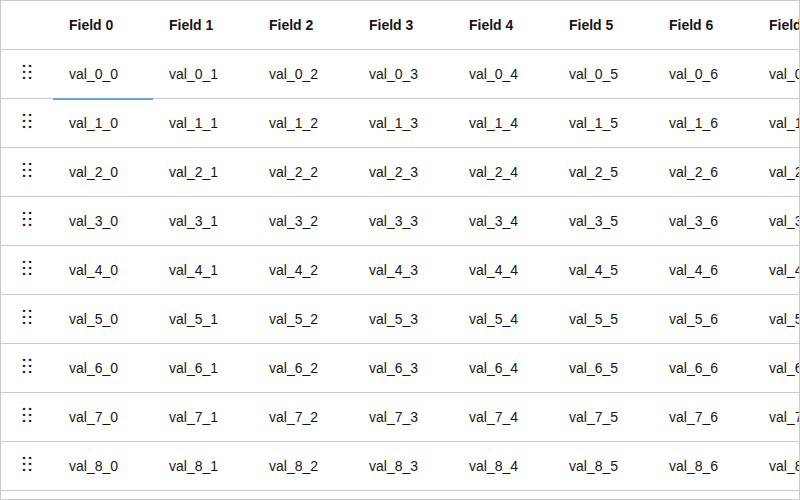 Field 0 Field 1 Field 2 Field 3 Field 4 Field 5 Field 6 Field
val_0_0 val_0_1 val_0_2 val_0_3 val_0_4 val_0_5 val_0_6
val_1_0 val_1_1 val_1_2 val_1_3 val_1_4 val_1_5 val_1_6
val_2_0 val_2_1 val_2_2 val_2_3 val_2_4 val_2_5 val_2_6
val_3_0 val_3_1 val_3_2 val_3_3 val_3_4 val_3_5 val_3_6
val_4_0 val_4_1 val_4_2 val_4_3 val_4_4 val_4_5 val_4_6
val_5_0 val_5_1 val_5_2 val_5_3 val_5_4 val_5_5 val_5_6
val_6_0 val_6_1 val_6_2 val_6_3 val_6_4 val_6_5 val_6_6
val_7_0 val_7_1 val_7_2 val_7_3 val_7_4 val_7_5 val_7_6
val_8_0 val_8_1 val_8_2 val_8_3 val_8_4 val_8_5 val_8_6